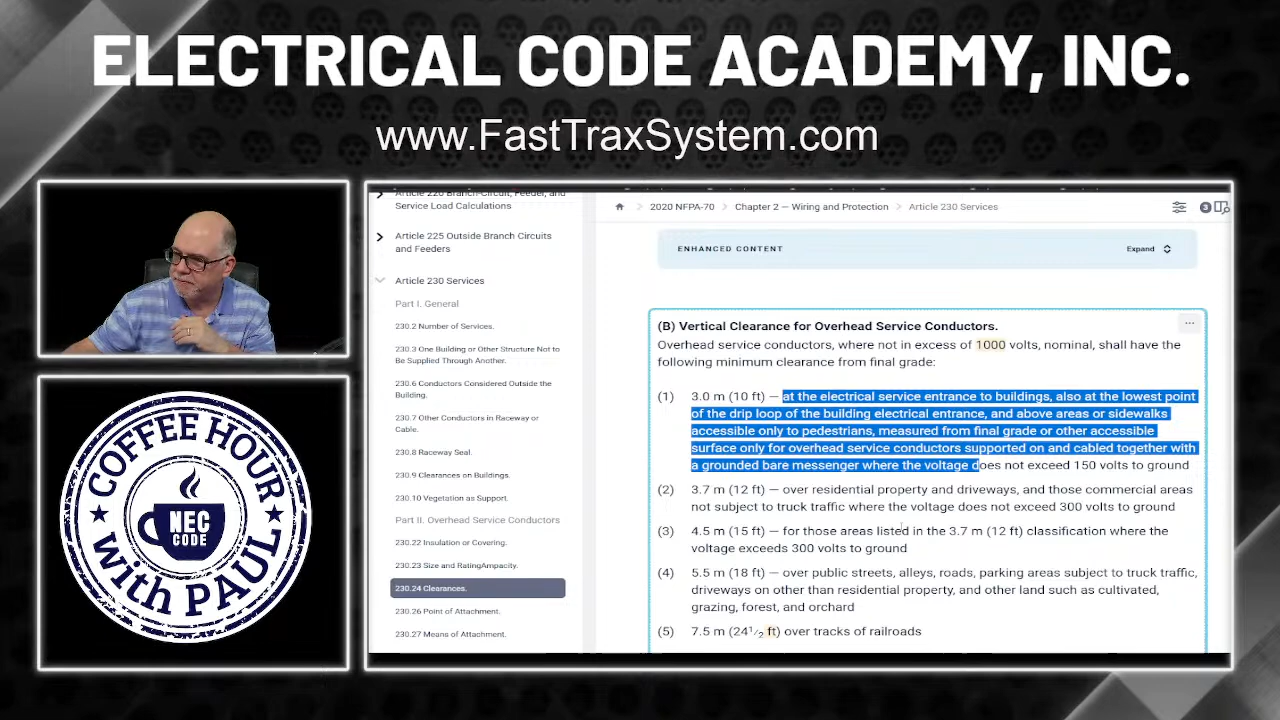 ELECTRICAL CODE ACADEMY, INC.
www.FastTraxSystem.com
Article 220 Branch-Circuit, Feeder, and
Service Load Calculations
Article 225 Outside Branch Circuits
and Feeders
Article 230 Services
Part I. General
230.2 Number of Services.
230.3 One Building or Other Structure Not to
Be Supplied Through Another.
230.6 Conductors Considered Outside the
Building.
230.7 Other Conductors in Raceway or
Cable.
230.8 Raceway Seal.
230.9 Clearances on Buildings.
230.10 Vegetation as Support.
Part II. Overhead Service Conductors
230.22 Insulation or Covering.
230.23 Size and RatingAmpacity.
230.24 Clearances.
230.26 Point of Attachment.
230.27 Means of Attachment.
2020 NFPA-70 > Chapter 2 — Wiring and Protection > Article 230 Services
3
ENHANCED CONTENT
Expand
(B) Vertical Clearance for Overhead Service Conductors.
Overhead service conductors, where not in excess of 1000 volts, nominal, shall have the
following minimum clearance from final grade:
(1) 3.0 m (10 ft) — at the electrical service entrance to buildings, also at the lowest point
of the drip loop of the building electrical entrance, and above areas or sidewalks
accessible only to pedestrians, measured from final grade or other accessible
surface only for overhead service conductors supported on and cabled together with
a grounded bare messenger where the voltage does not exceed 150 volts to ground
(2) 3.7 m (12 ft) — over residential property and driveways, and those commercial areas
not subject to truck traffic where the voltage does not exceed 300 volts to ground
(3) 4.5 m (15 ft) — for those areas listed in the 3.7 m (12 ft) classification where the
voltage exceeds 300 volts to ground
(4) 5.5 m (18 ft) — over public streets, alleys, roads, parking areas subject to truck traffic,
driveways on other than residential property, and other land such as cultivated,
grazing, forest, and orchard
(5) 7.5 m (24 1/2 ft) over tracks of railroads
COFFEE HOUR
NEC
CODE
with PAUL